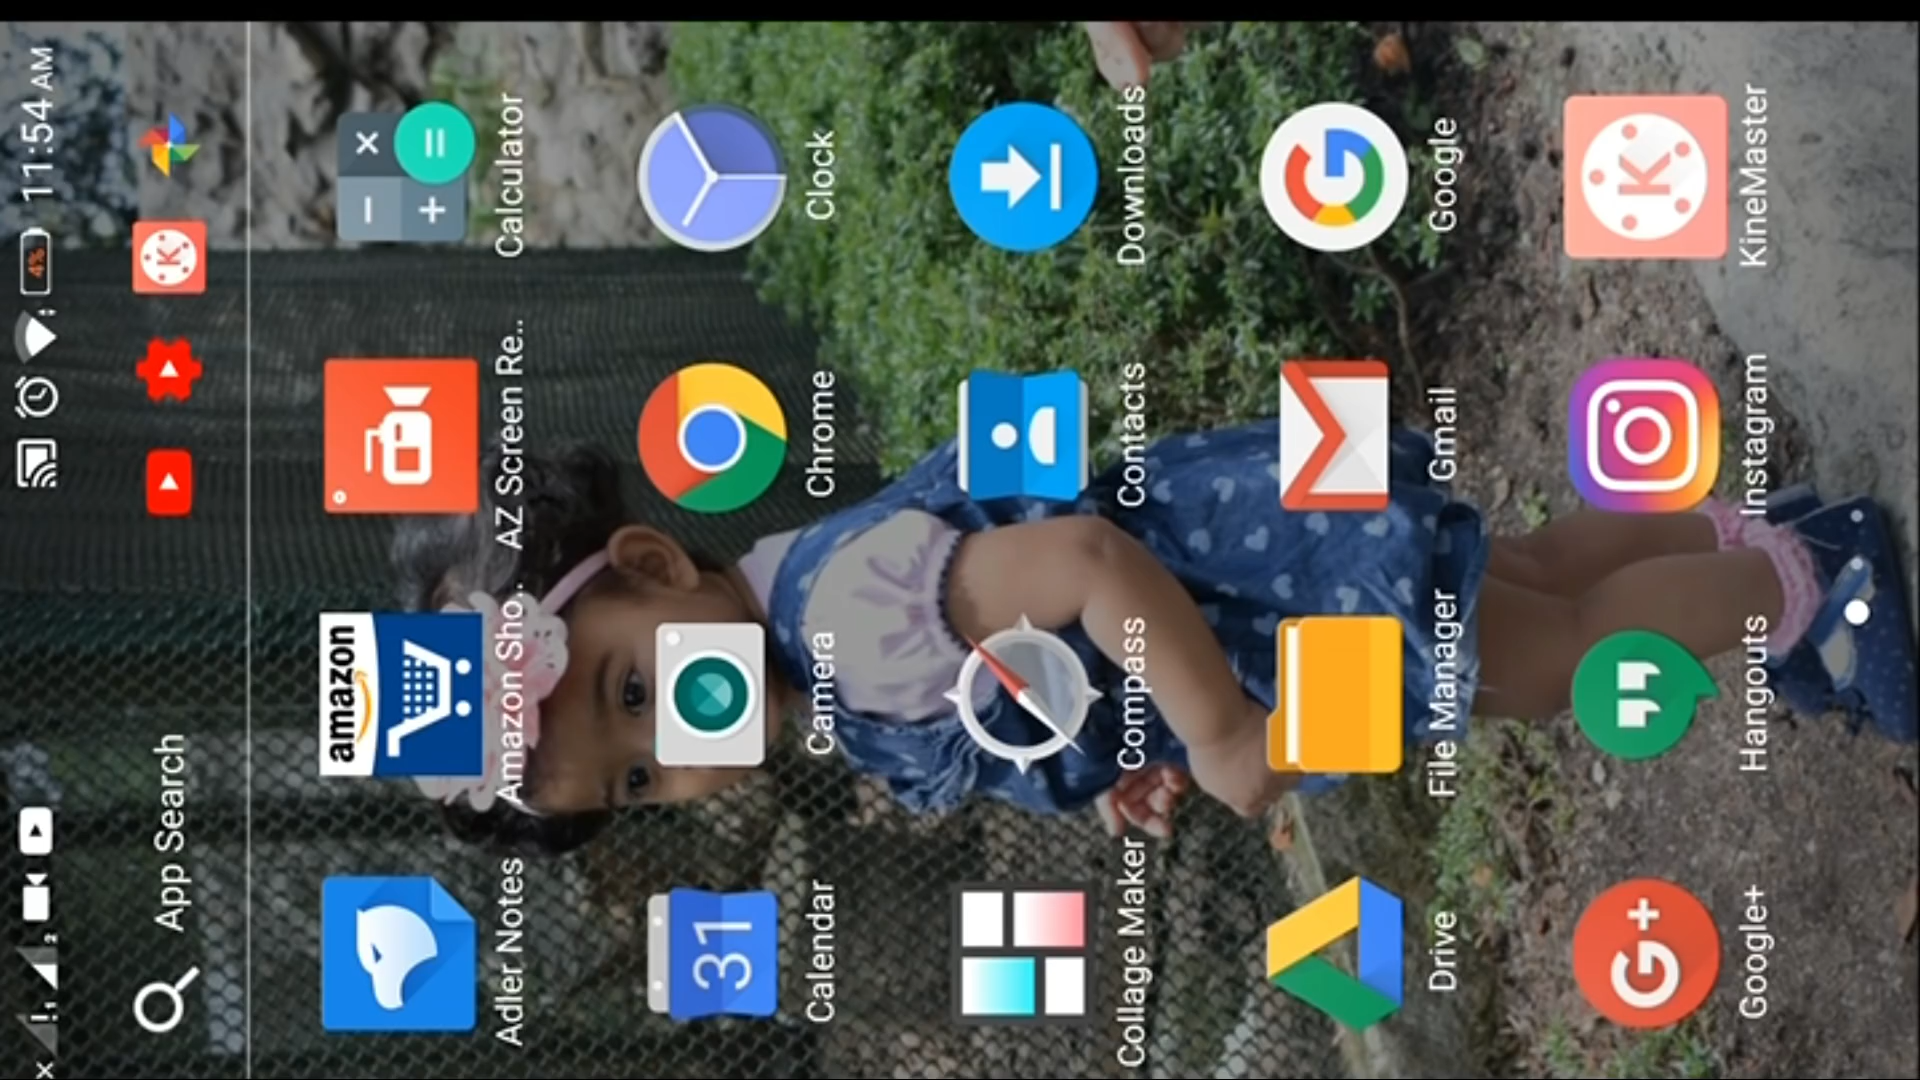 4% 11:54 AM
App Search
amazon
Adler Notes Amazon Sho... AZ Screen Re.. Calculator
31
Calendar Camera Chrome Clock
Collage Maker Compass Contacts Downloads
Drive File Manager Gmail Google
G+ K
Google+ Hangouts Instagram KineMaster